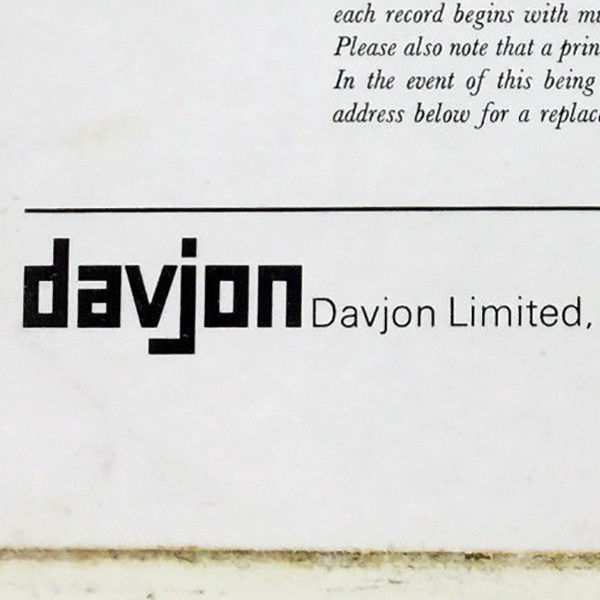 each record begins with
Please also note that a
In the event of this being
address below for a
davjon Davjon Limited,